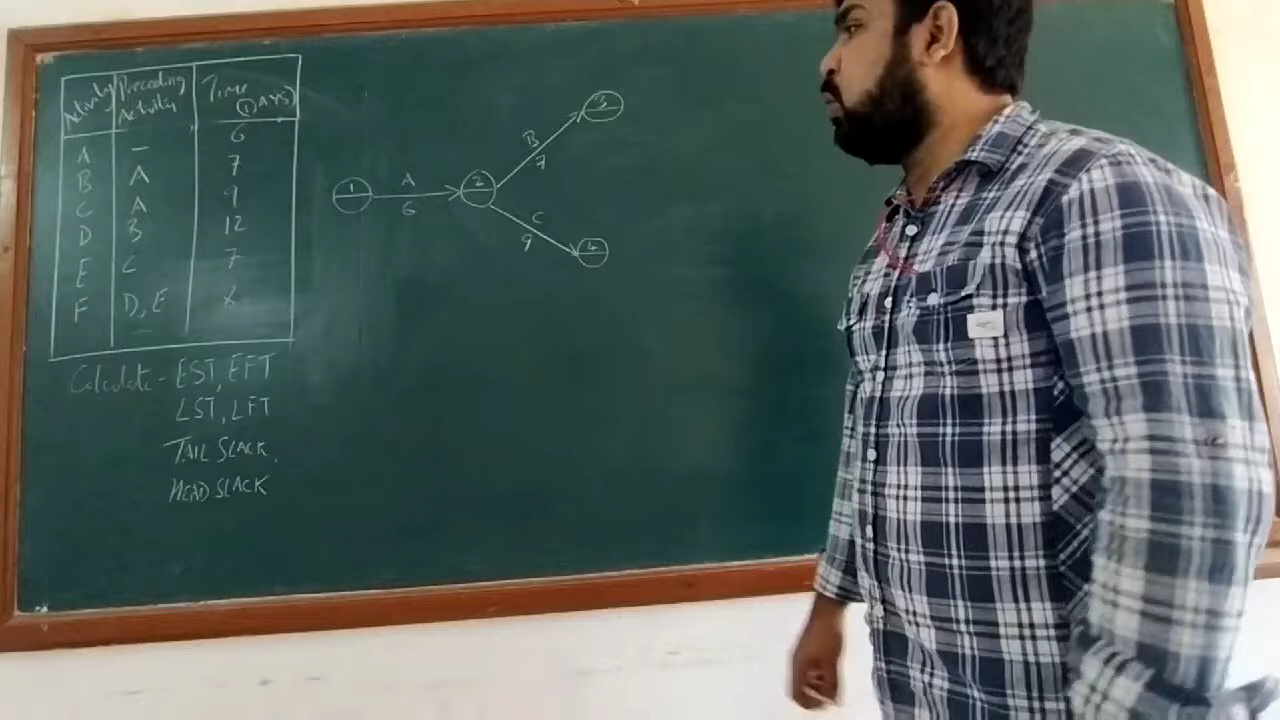 Activity Preceding Activity Time (DAYS)
A – 6
B A 7
C A 9
D B 12
E C 7
F D, E
Calculate - EST, EFT
LST, LFT
TAIL SLACK,
HEAD SLACK
1
A
6
2
B
7
3
C
9
4